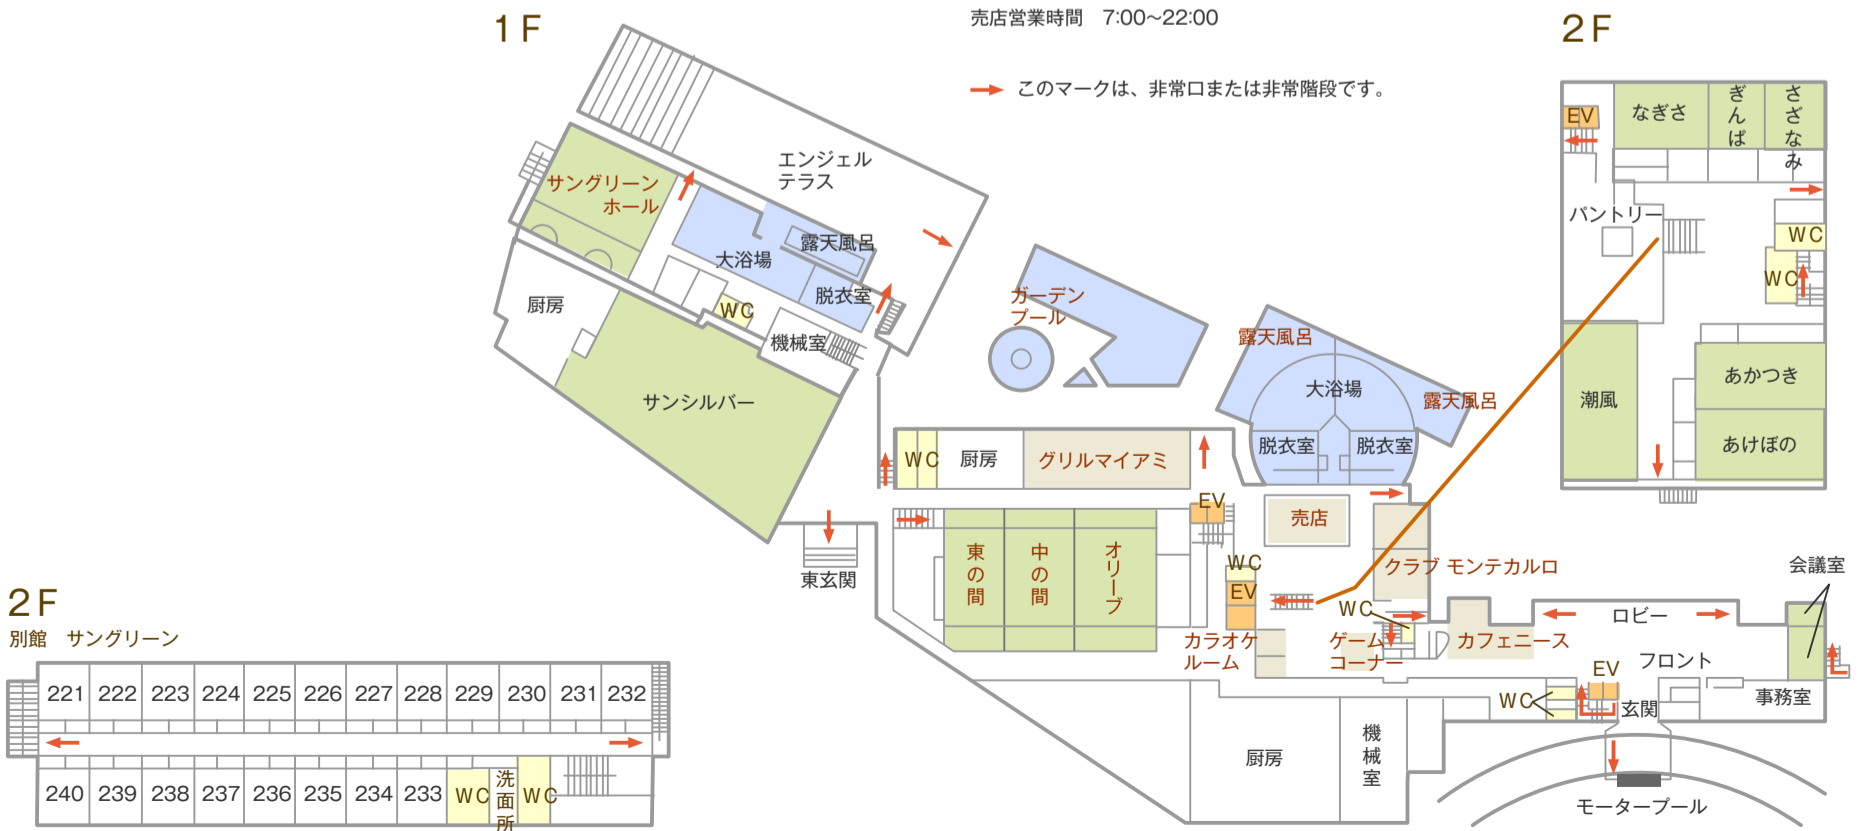 1F
売店営業時間　7:00~22:00
2F
このマークは、非常口または非常階段です。
エンジェル
テラス
サングリーン
ホール
露天風呂
大浴場
脱衣室
厨房
WC
機械室
サンシルバー
東玄関
ガーデン
プール
露天風呂
大浴場
露天風呂
脱衣室
脱衣室
WC
厨房
グリルマイアミ
EV
売店
東の間
中の間
オリーブ
WC
EV
クラブ モンテカルロ
WC
カラオケ
ルーム
ゲーム
コーナー
カフェニース
ロビー
会議室
フロント
EV
事務室
WC
玄関
厨房
機械室
モータープール
EV
なぎさ
ぎんぱ
さざなみ
パントリー
WC
WC
潮風
あかつき
あけぼの
2F
別館　サングリーン
221 222 223 224 225 226 227 228 229 230 231 232
240 239 238 237 236 235 234 233 WC 洗面所 WC